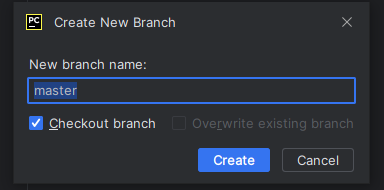 PC Create New Branch
New branch name:
master
Checkout branch Overwrite existing branch
Create Cancel